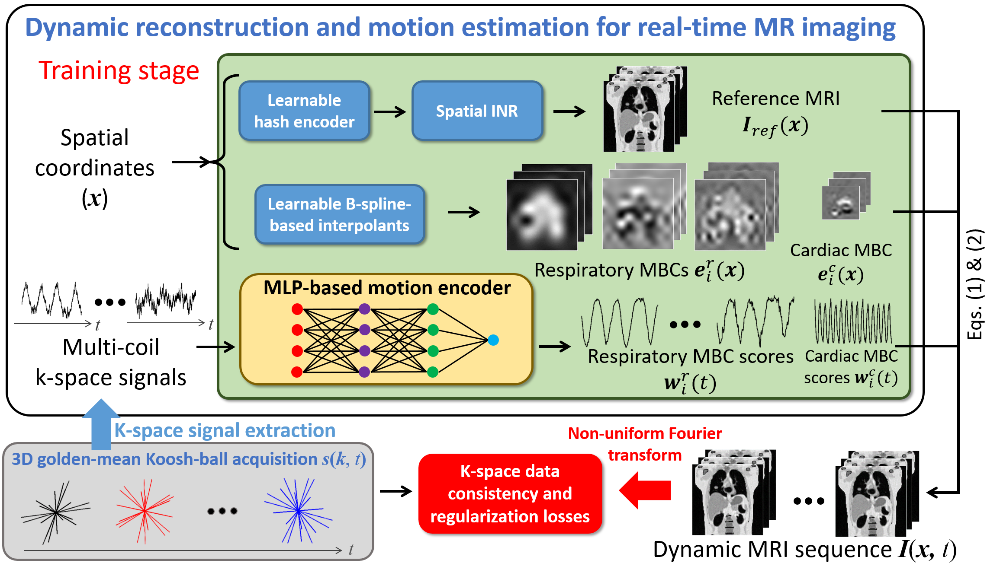 Dynamic reconstruction and motion estimation for real-time MR imaging
Training stage
Learnable
hash encoder
Spatial INR
Reference MRI
I_ref(x)
Spatial
coordinates
(x)
Learnable B-spline-
based interpolants
Respiratory MBCs e_i^r(x)
Cardiac MBC
e_i^c(x)
Eqs. (1) & (2)
t
t
Multi-coil
k-space signals
MLP-based motion encoder
Respiratory MBC scores
w_i^r(t)
Cardiac MBC
scores w_i^c(t)
K-space signal extraction
3D golden-mean Koosh-ball acquisition s(k, t)
t
K-space data
consistency and
regularization losses
Non-uniform Fourier
transform
Dynamic MRI sequence I(x, t)